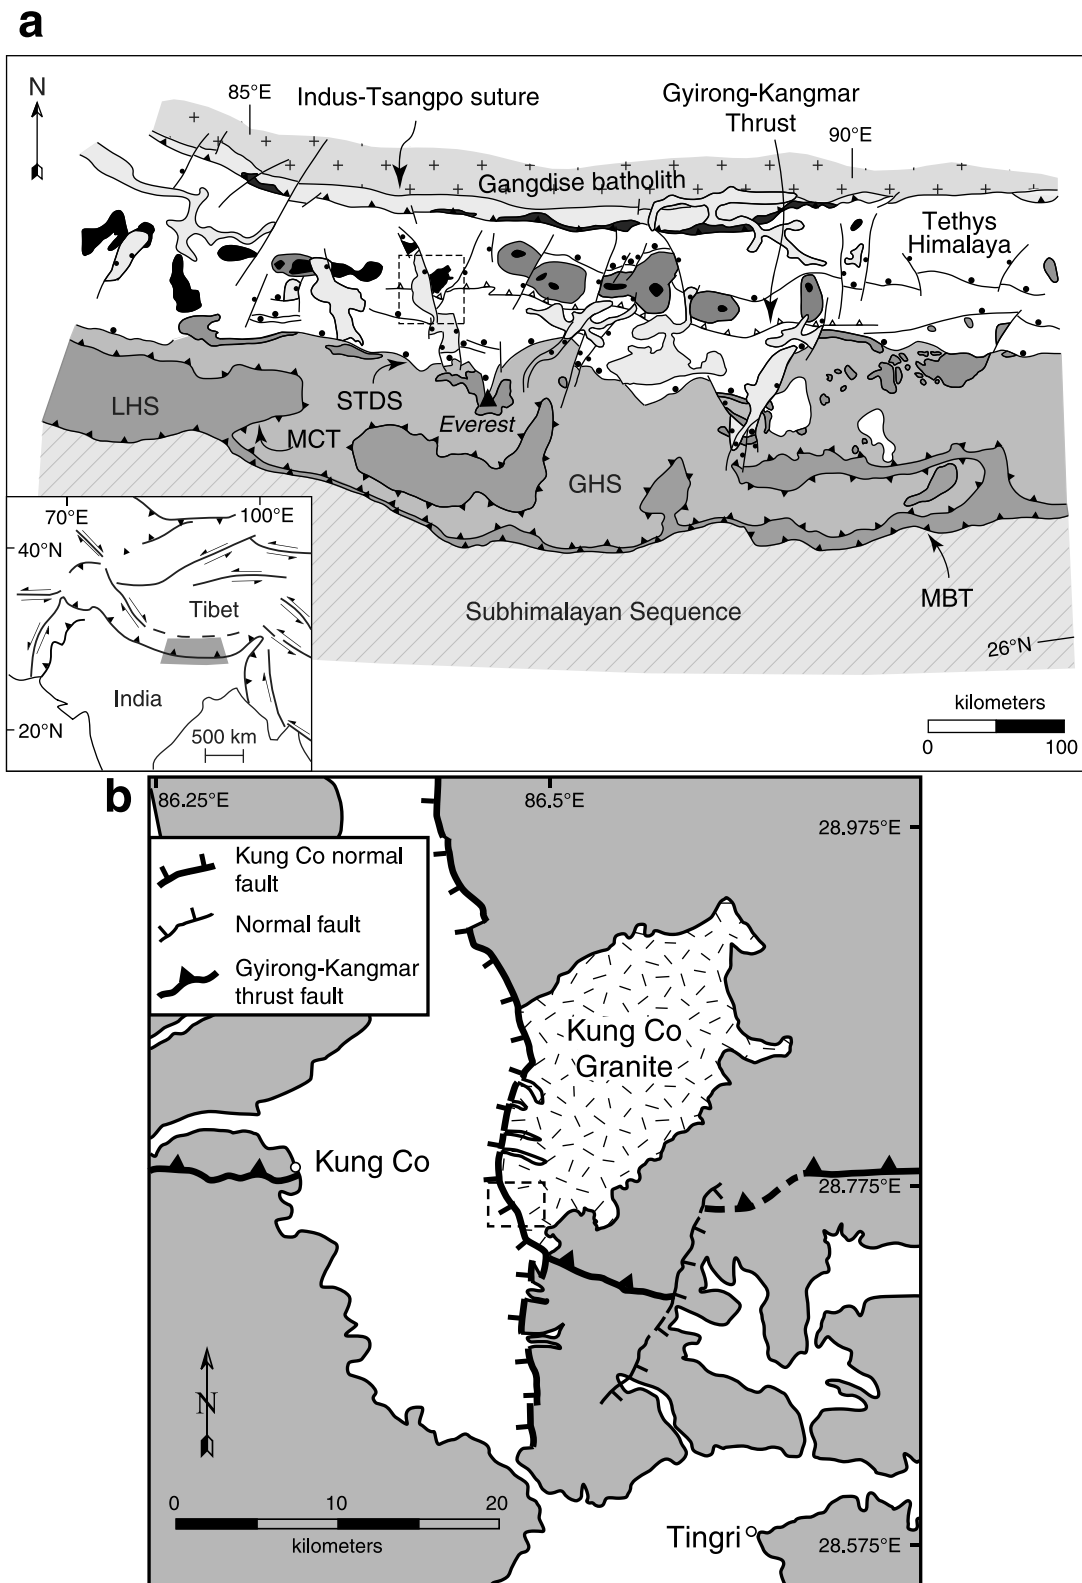 a
N
85°E
Indus-Tsangpo suture
Gyirong-Kangmar
Thrust
90°E
Gangdise batholith
Tethys
Himalaya
LHS
STDS
MCT
Everest
GHS
MBT
Subhimalayan Sequence
26°N
kilometers
0 100
70°E 100°E
40°N
Tibet
India
20°N
500 km
b
86.25°E 86.5°E
28.975°E
Kung Co normal
fault
Normal fault
Gyirong-Kangmar
thrust fault
Kung Co
Granite
Kung Co
28.775°E
N
0 10 20
kilometers
Tingri
28.575°E